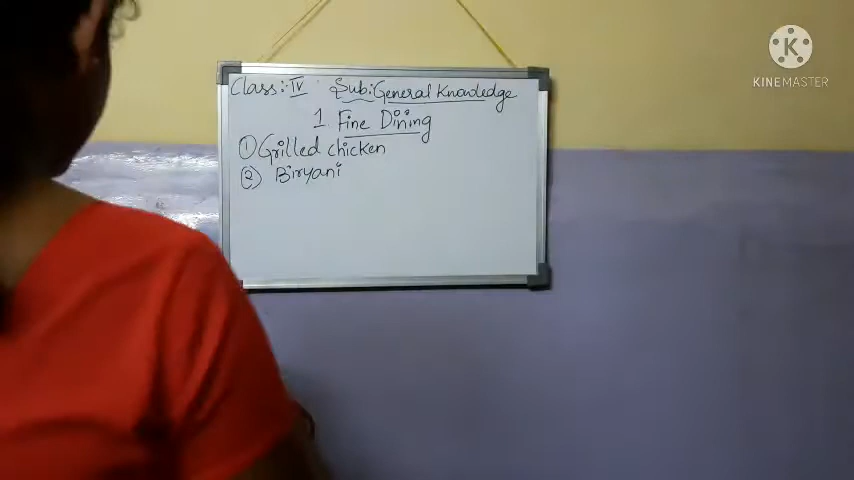 Class:- IV Sub: General Knowledge
1. Fine Dining
① Grilled chicken
② Biryani
K
KINEMASTER